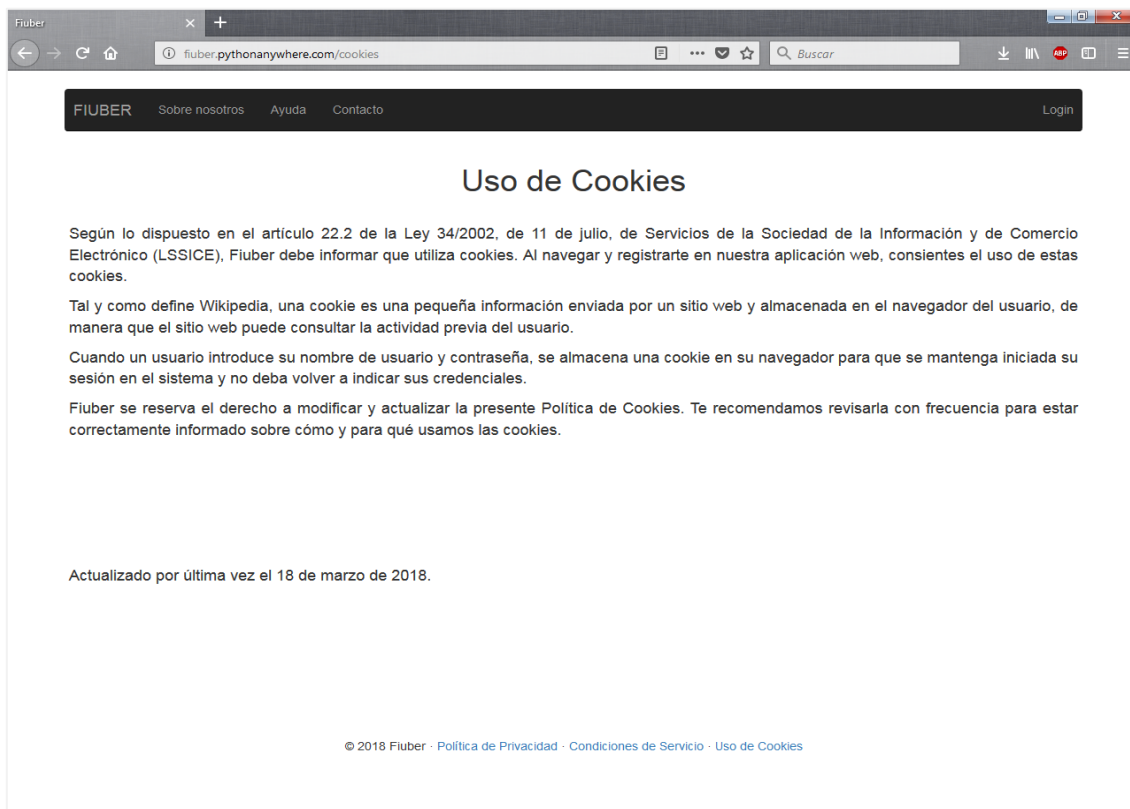 Fiuber
fiuber.pythonanywhere.com/cookies
Buscar
ABP
FIUBER Sobre nosotros Ayuda Contacto Login
Uso de Cookies
Según lo dispuesto en el artículo 22.2 de la Ley 34/2002, de 11 de julio, de Servicios de la Sociedad de la Información y de Comercio
Electrónico (LSSICE), Fiuber debe informar que utiliza cookies. Al navegar y registrarte en nuestra aplicación web, consientes el uso de estas
cookies.
Tal y como define Wikipedia, una cookie es una pequeña información enviada por un sitio web y almacenada en el navegador del usuario, de
manera que el sitio web puede consultar la actividad previa del usuario.
Cuando un usuario introduce su nombre de usuario y contraseña, se almacena una cookie en su navegador para que se mantenga iniciada su
sesión en el sistema y no deba volver a indicar sus credenciales.
Fiuber se reserva el derecho a modificar y actualizar la presente Política de Cookies. Te recomendamos revisarla con frecuencia para estar
correctamente informado sobre cómo y para qué usamos las cookies.
Actualizado por última vez el 18 de marzo de 2018.
© 2018 Fiuber · Política de Privacidad · Condiciones de Servicio · Uso de Cookies